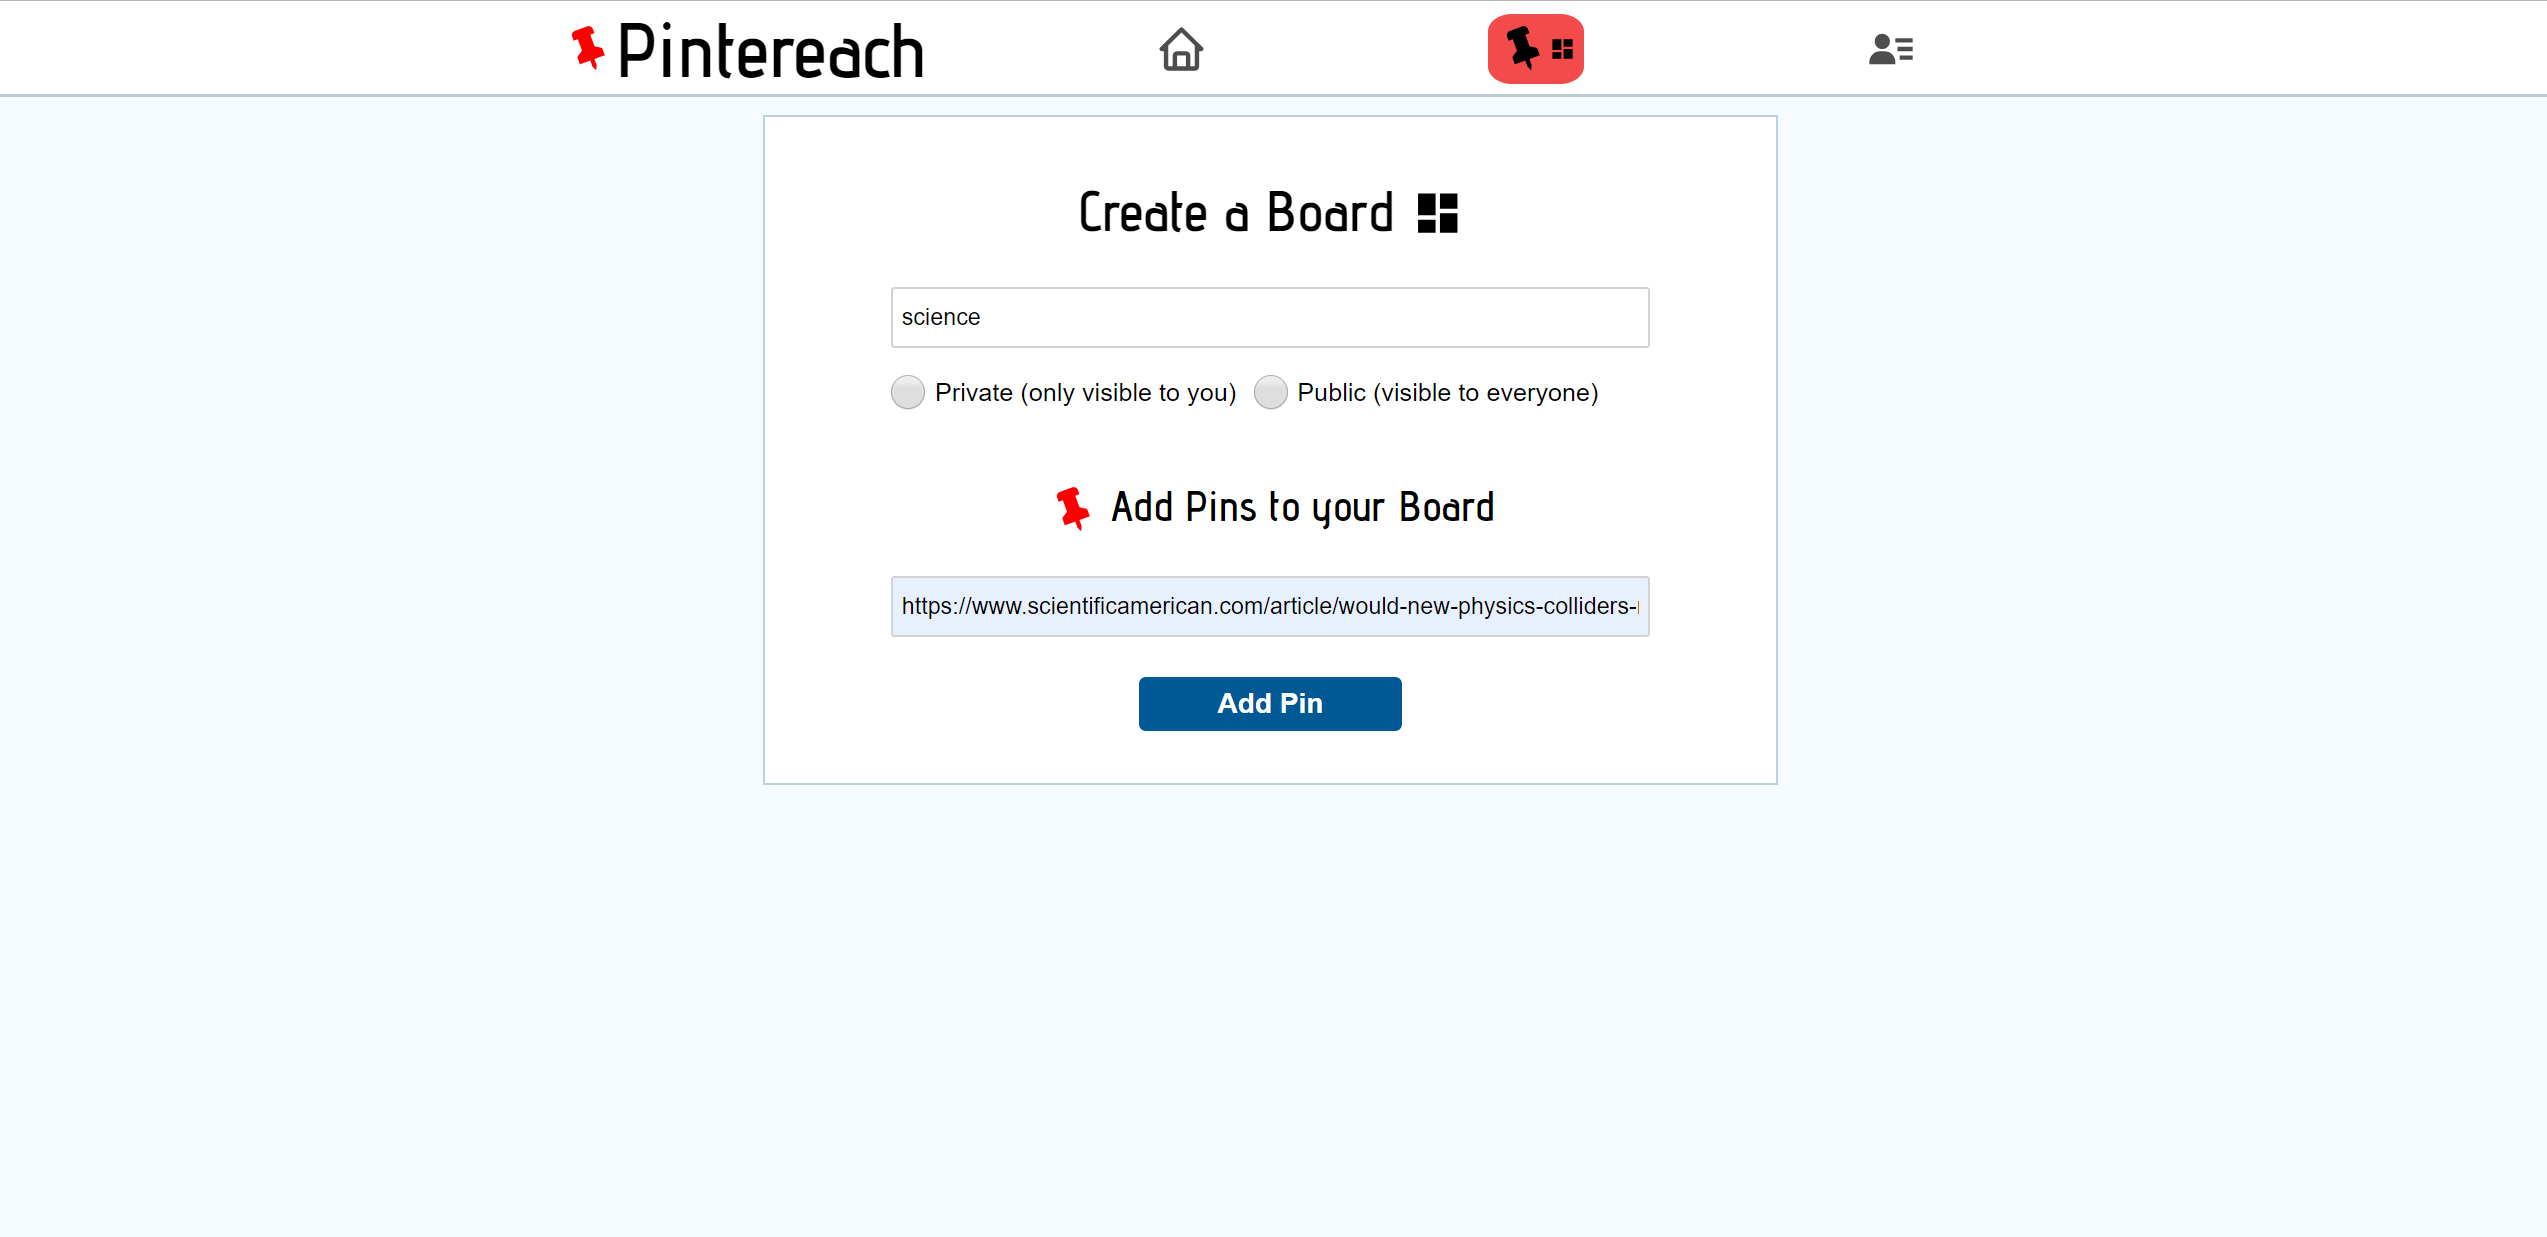 Pintereach
Create a Board
science
Private (only visible to you) Public (visible to everyone)
Add Pins to your Board
https://www.scientificamerican.com/article/would-new-physics-colliders-
Add Pin